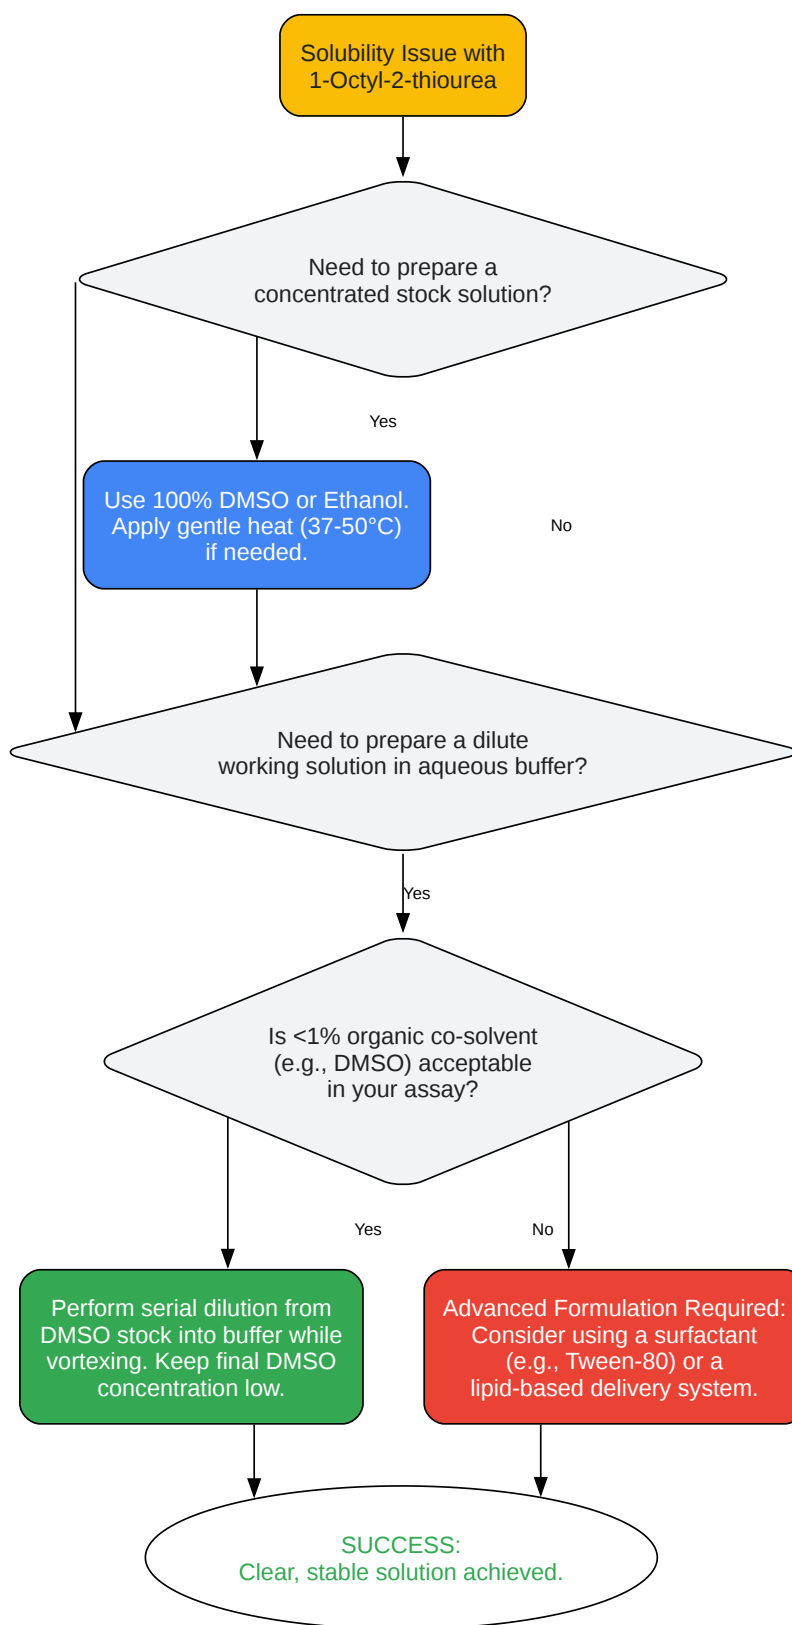 Solubility Issue with
1-Octyl-2-thiourea
Need to prepare a
concentrated stock solution?
Yes
Use 100% DMSO or Ethanol.
Apply gentle heat (37-50°C)
if needed.
No
Need to prepare a dilute
working solution in aqueous buffer?
Yes
Is <1% organic co-solvent
(e.g., DMSO) acceptable
in your assay?
Yes
No
Perform serial dilution from
DMSO stock into buffer while
vortexing. Keep final DMSO
concentration low.
Advanced Formulation Required:
Consider using a surfactant
(e.g., Tween-80) or a
lipid-based delivery system.
SUCCESS:
Clear, stable solution achieved.